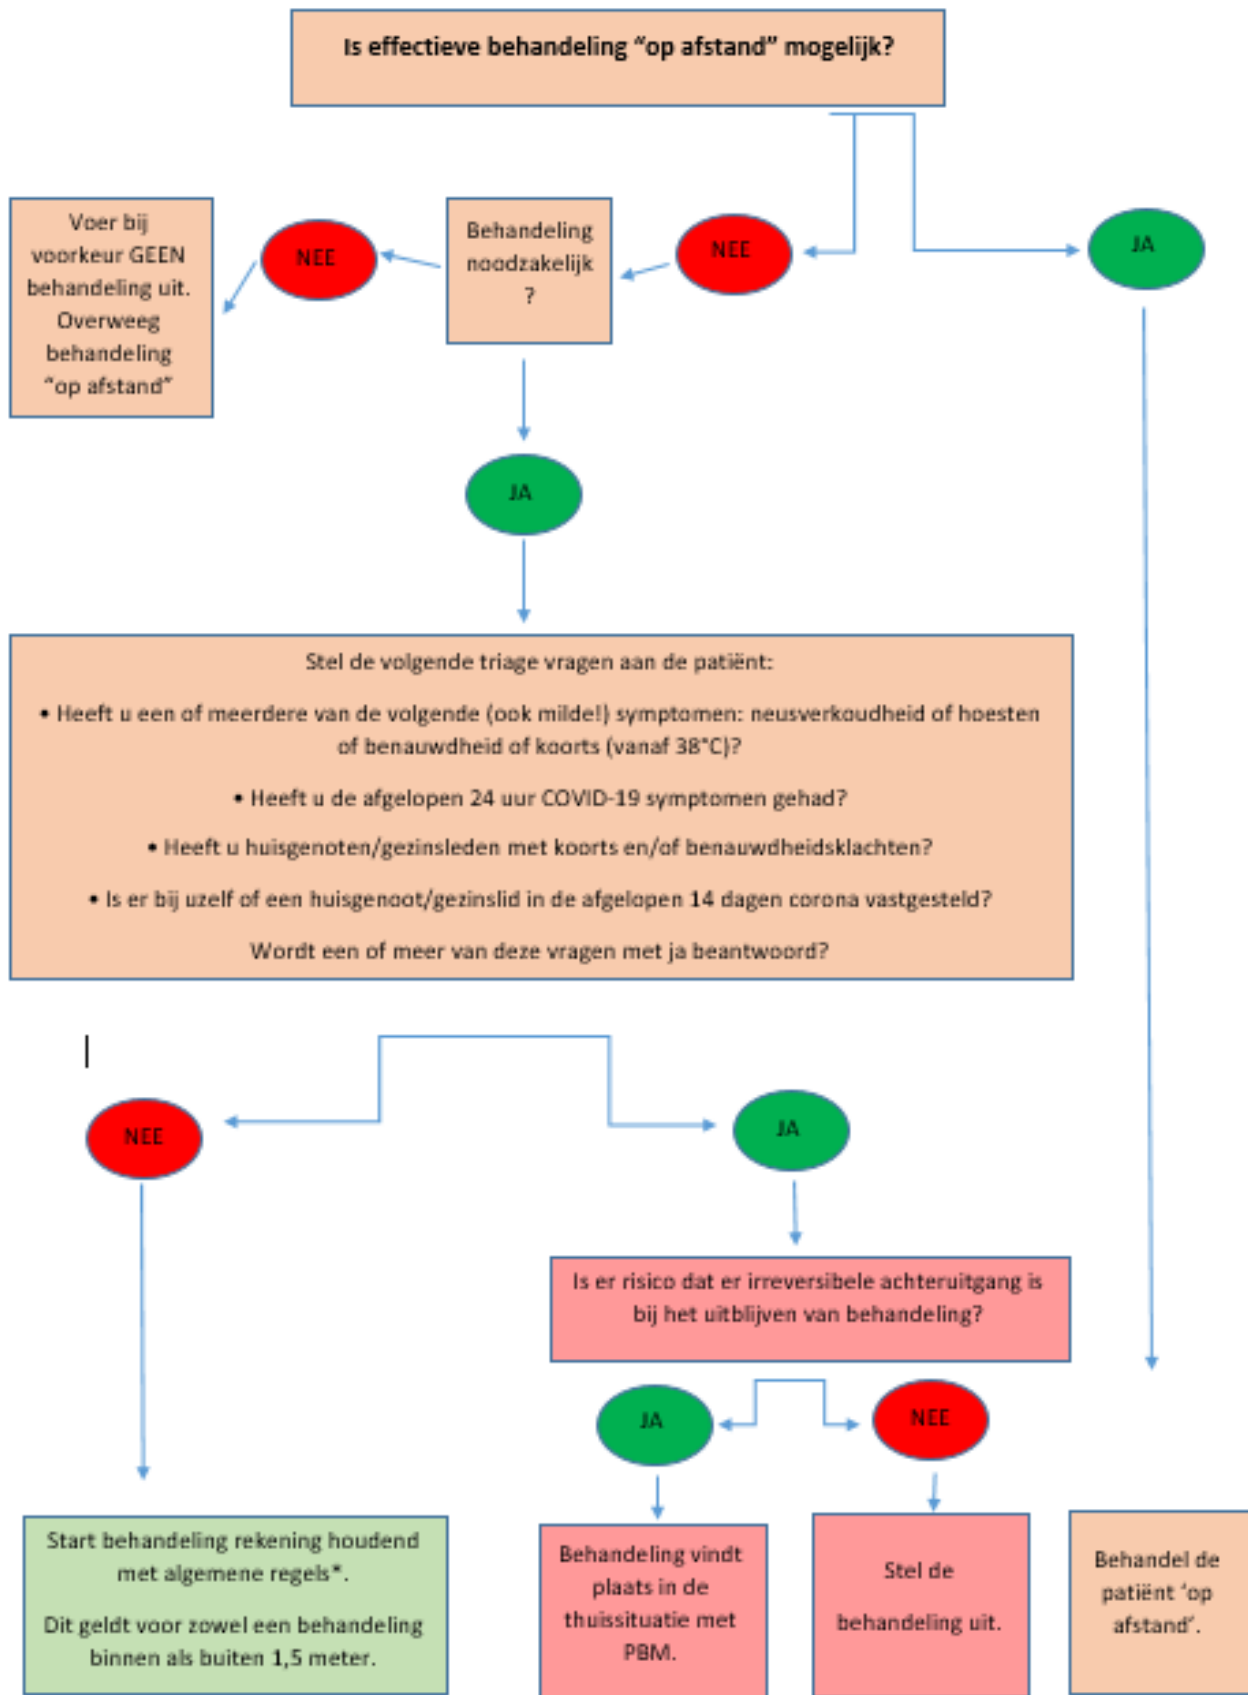 Is effectieve behandeling “op afstand” mogelijk?
Voer bij
voorkeur GEEN
behandeling uit.
Overweeg
behandeling
“op afstand”
NEE
Behandeling
noodzakelijk
?
NEE
JA
JA
Stel de volgende triage vragen aan de patiënt:
• Heeft u een of meerdere van de volgende (ook milde!) symptomen: neusverkoudheid of hoesten
of benauwdheid of koorts (vanaf 38°C)?
• Heeft u de afgelopen 24 uur COVID-19 symptomen gehad?
• Heeft u huisgenoten/gezinsleden met koorts en/of benauwdheidsklachten?
• Is er bij uzelf of een huisgenoot/gezinslid in de afgelopen 14 dagen corona vastgesteld?
Wordt een of meer van deze vragen met ja beantwoord?
NEE
JA
Is er risico dat er irreversibele achteruitgang is
bij het uitblijven van behandeling?
JA
NEE
Start behandeling rekening houdend
met algemene regels*.
Dit geldt voor zowel een behandeling
binnen als buiten 1,5 meter.
Behandeling vindt
plaats in de
thuissituatie met
PBM.
Stel de
behandeling uit.
Behandel de
patiënt ‘op
afstand’.